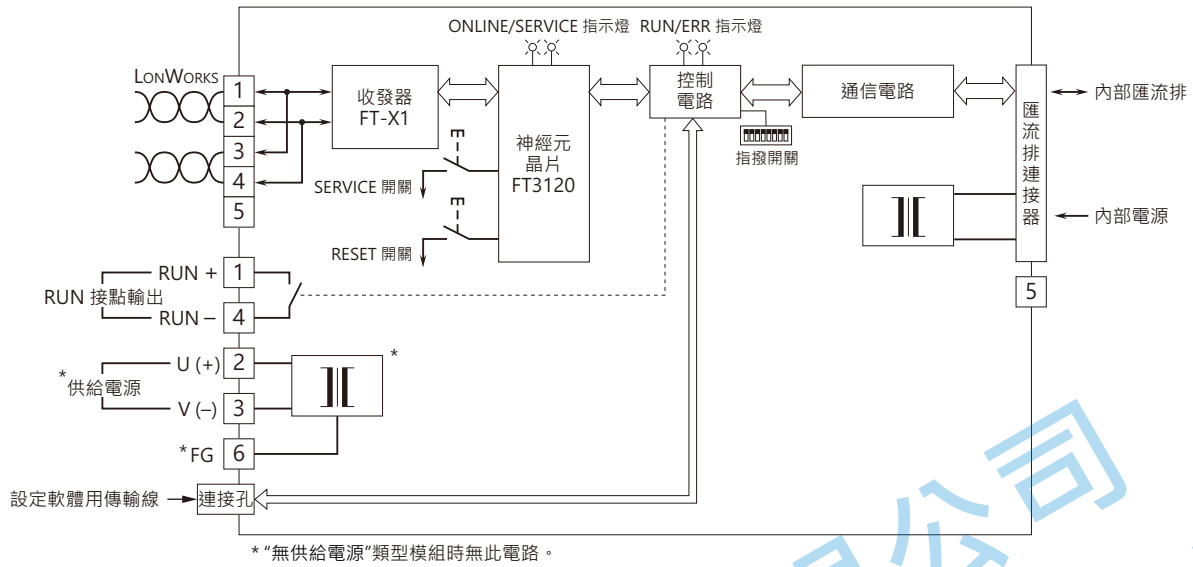 ONLINE/SERVICE 指示燈 RUN/ERR 指示燈
LONWORKS
1
2
3
4
5
收發器
FT-X1
神經元
晶片
FT3120
控制
電路
通信電路
匯流排連接器
內部匯流排
指撥開關
SERVICE 開關
RESET 開關
內部電源
5
RUN +
1
RUN 接點輸出
RUN –
4
U (+)
2
*
*供給電源
V (–)
3
*FG
6
設定軟體用傳輸線
連接孔
* “無供給電源”類型模組時無此電路。
公司